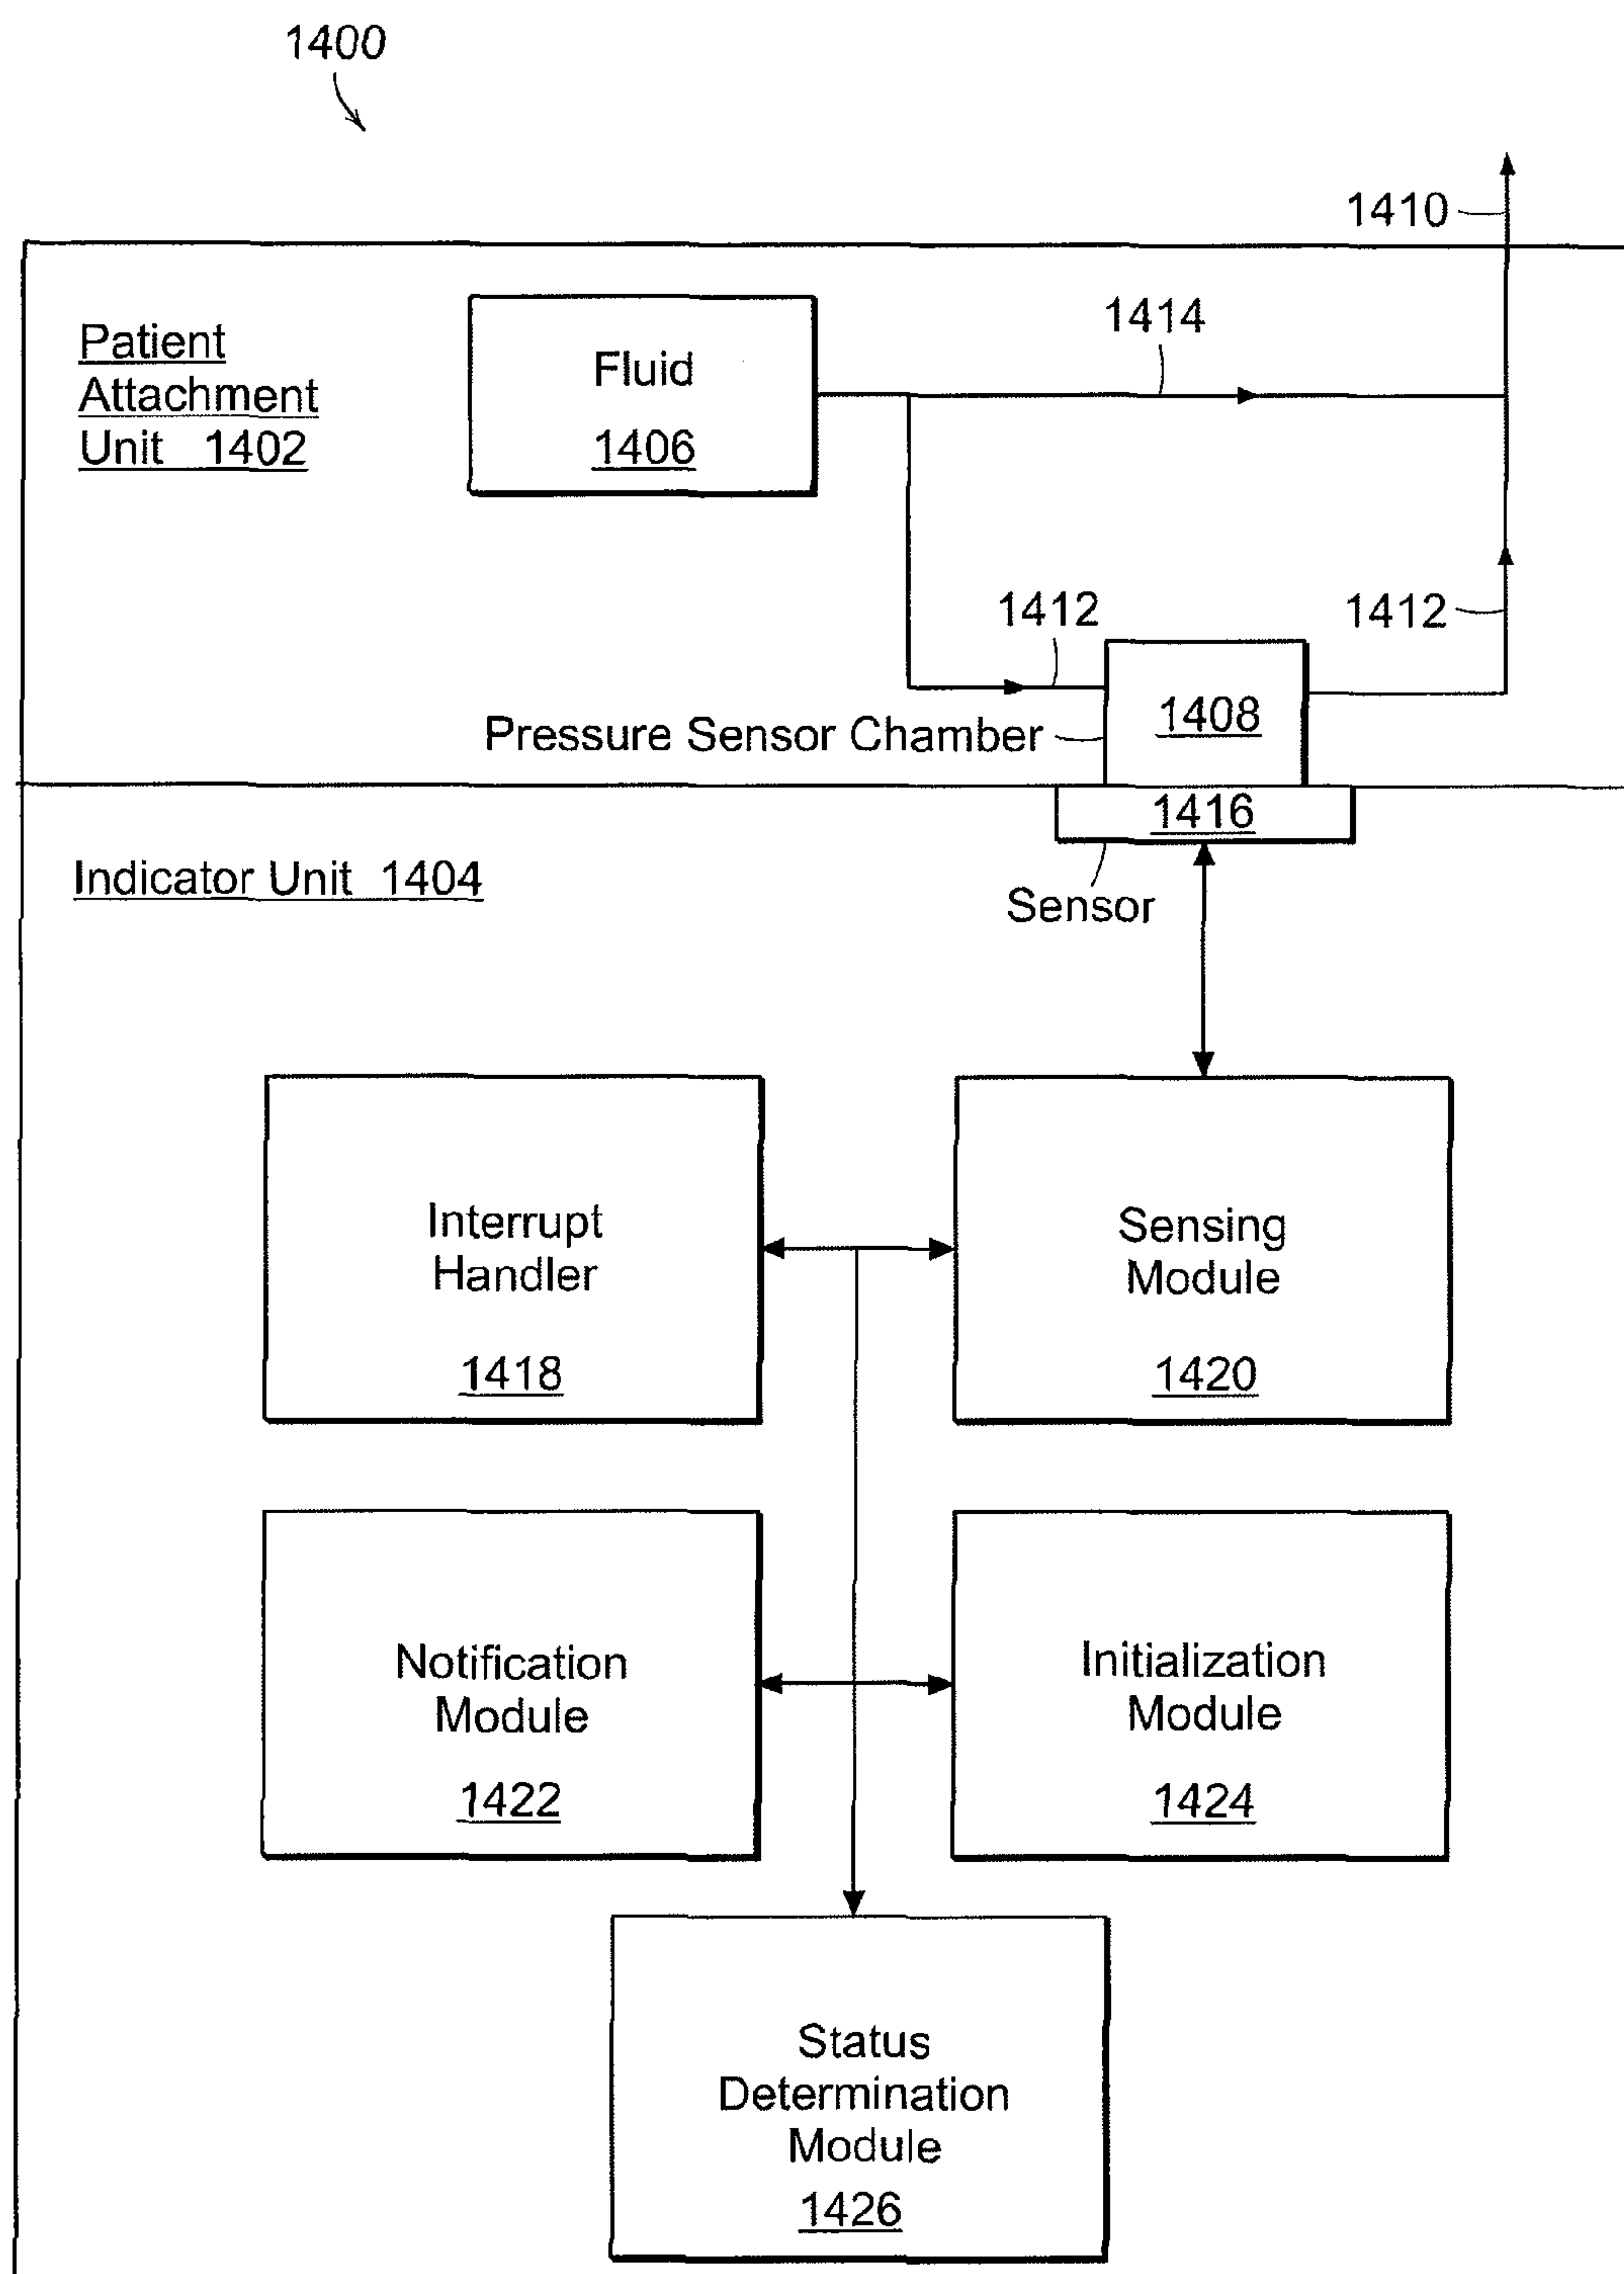 1400
1410
Patient
Attachment
Unit 1402
Fluid
1406
1414
1412
1412
Pressure Sensor Chamber
1408
1416
Indicator Unit 1404
Sensor
Interrupt
Handler
1418
Sensing
Module
1420
Notification
Module
1422
Initialization
Module
1424
Status
Determination
Module
1426